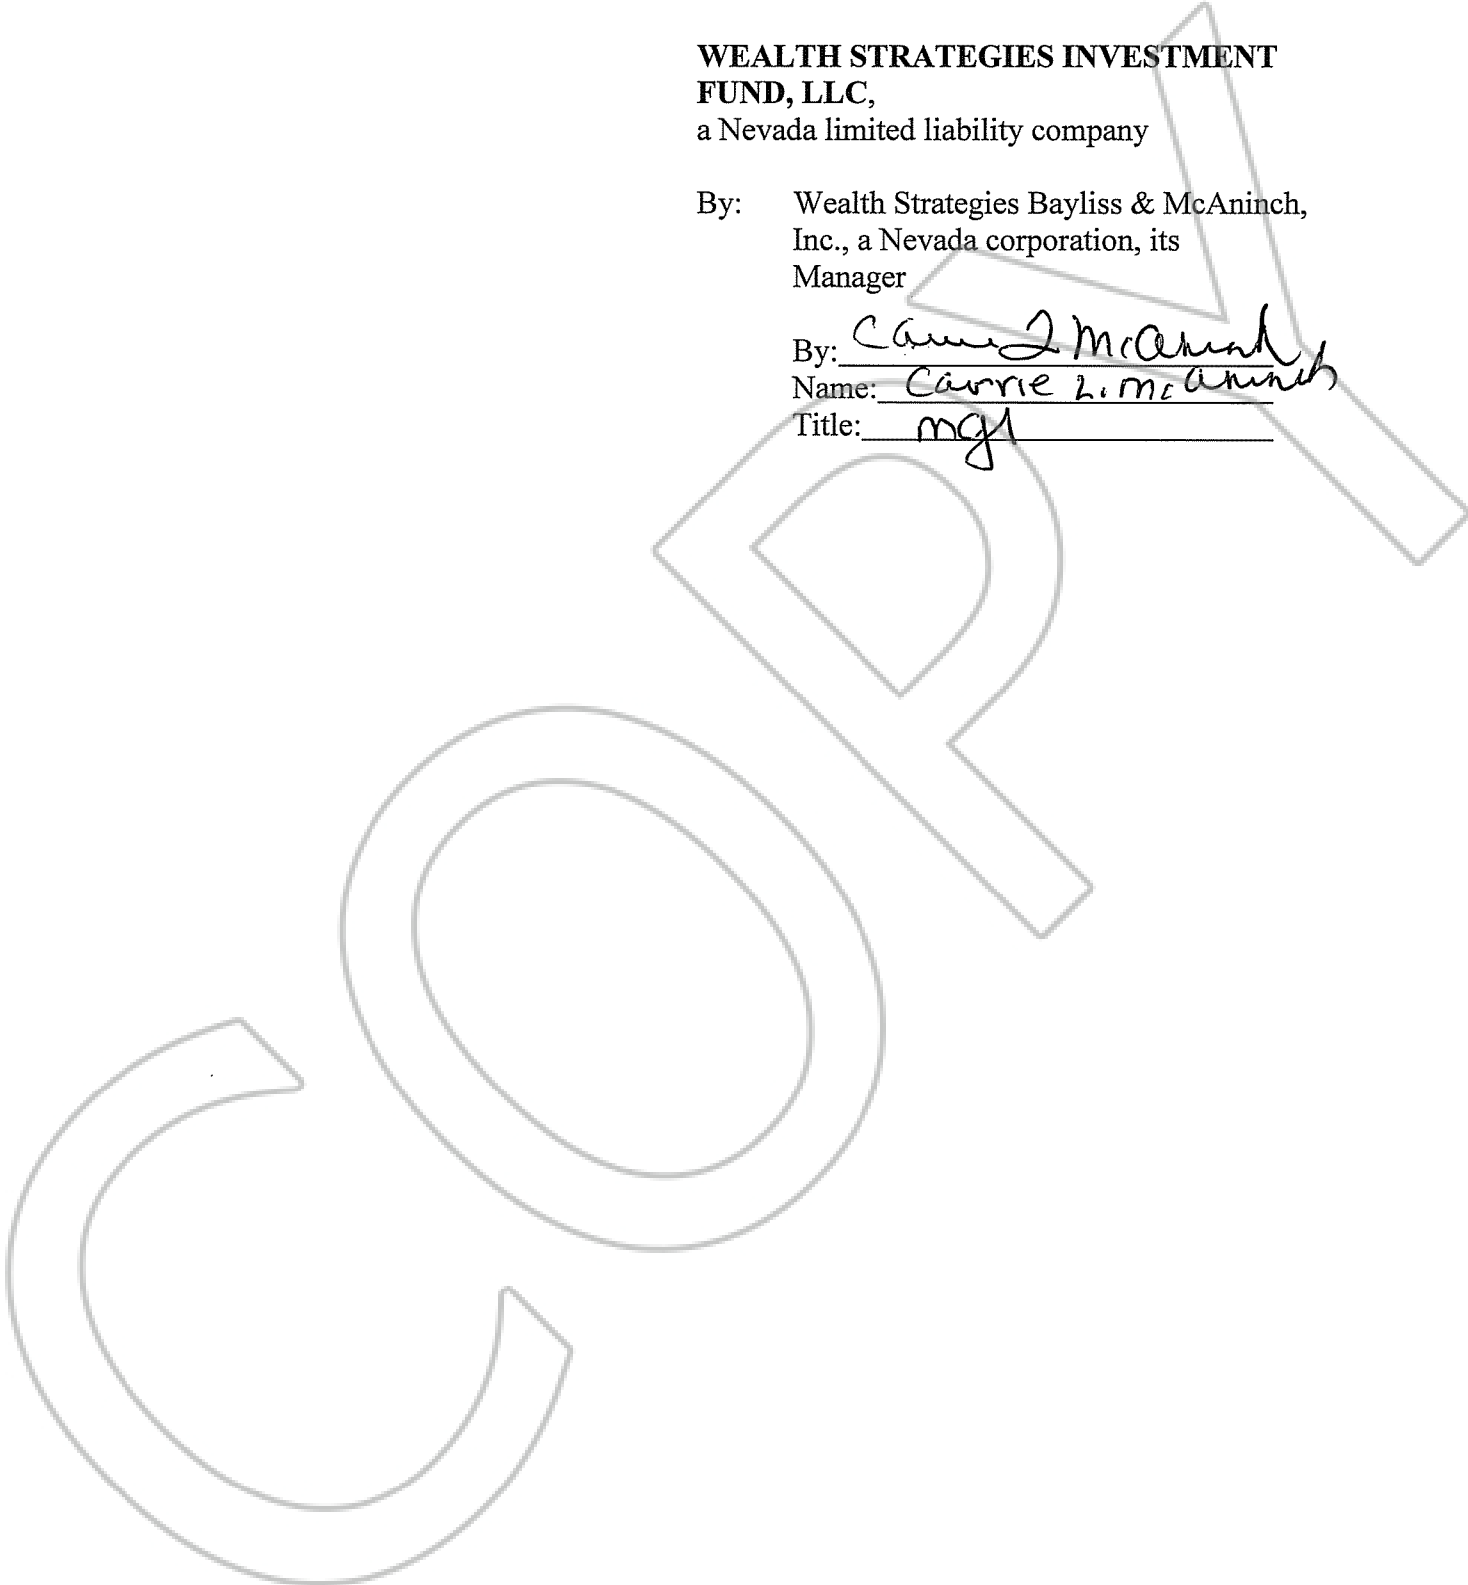 WEALTH STRATEGIES INVESTMENT
FUND, LLC,
a Nevada limited liability company
By: Wealth Strategies Bayliss & McAninch,
Inc., a Nevada corporation, its
Manager
By: Carrie L McAninch
Name: Carrie L. McAninch
Title: mgr
COPY